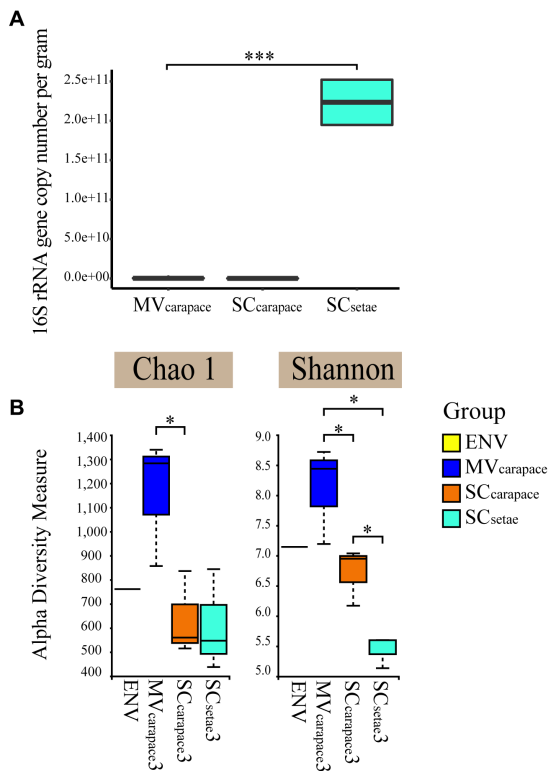 A
***
16S rRNA gene copy number per gram
2.5e+11
2.0e+11
1.5e+11
1.0e+11
5.0e+10
0.0e+00
MVcarapace
SCcarapace
SCsetae
Chao 1
Shannon
B
Alpha Diversity Measure
1,400
1,300
1,200
1,100
1,000
900
800
700
600
500
400
*
ENV
MVcarapace3
SCcarapace3
SCsetae3
9.0
8.5
8.0
7.5
7.0
6.5
6.0
5.5
5.0
*
*
*
ENV
MVcarapace3
SCcarapace3
SCsetae3
Group
ENV
MVcarapace
SCcarapace
SCsetae